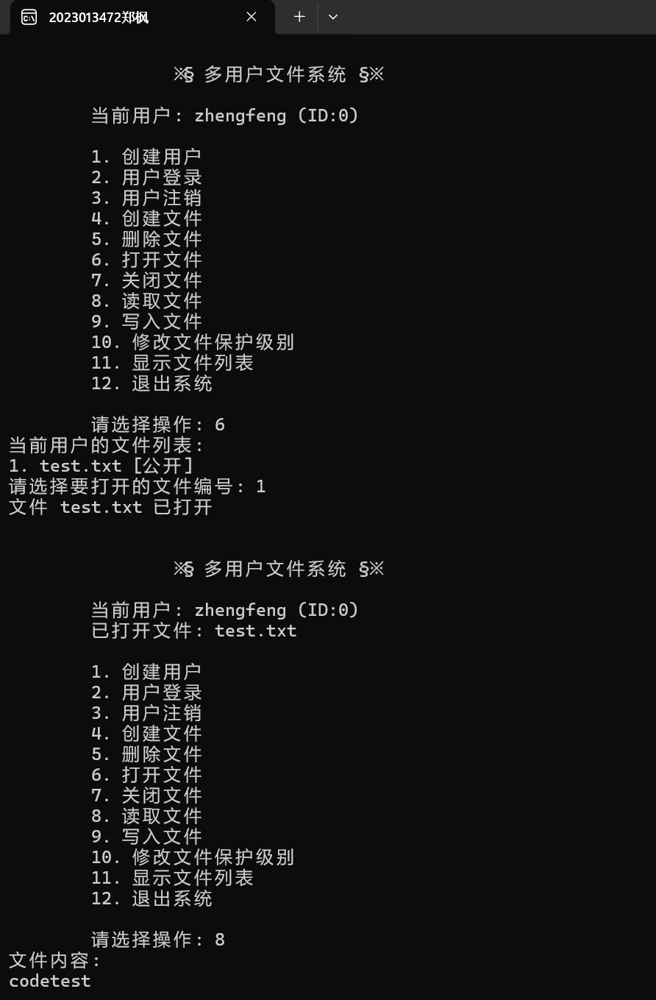 2023013472郑枫
※§ 多用户文件系统 §※
当前用户: zhengfeng (ID:0)
1. 创建用户
2. 用户登录
3. 用户注销
4. 创建文件
5. 删除文件
6. 打开文件
7. 关闭文件
8. 读取文件
9. 写入文件
10. 修改文件保护级别
11. 显示文件列表
12. 退出系统
请选择操作: 6
当前用户的文件列表:
1. test.txt [公开]
请选择要打开的文件编号: 1
文件 test.txt 已打开
※§ 多用户文件系统 §※
当前用户: zhengfeng (ID:0)
已打开文件: test.txt
1. 创建用户
2. 用户登录
3. 用户注销
4. 创建文件
5. 删除文件
6. 打开文件
7. 关闭文件
8. 读取文件
9. 写入文件
10. 修改文件保护级别
11. 显示文件列表
12. 退出系统
请选择操作: 8
文件内容:
codetest